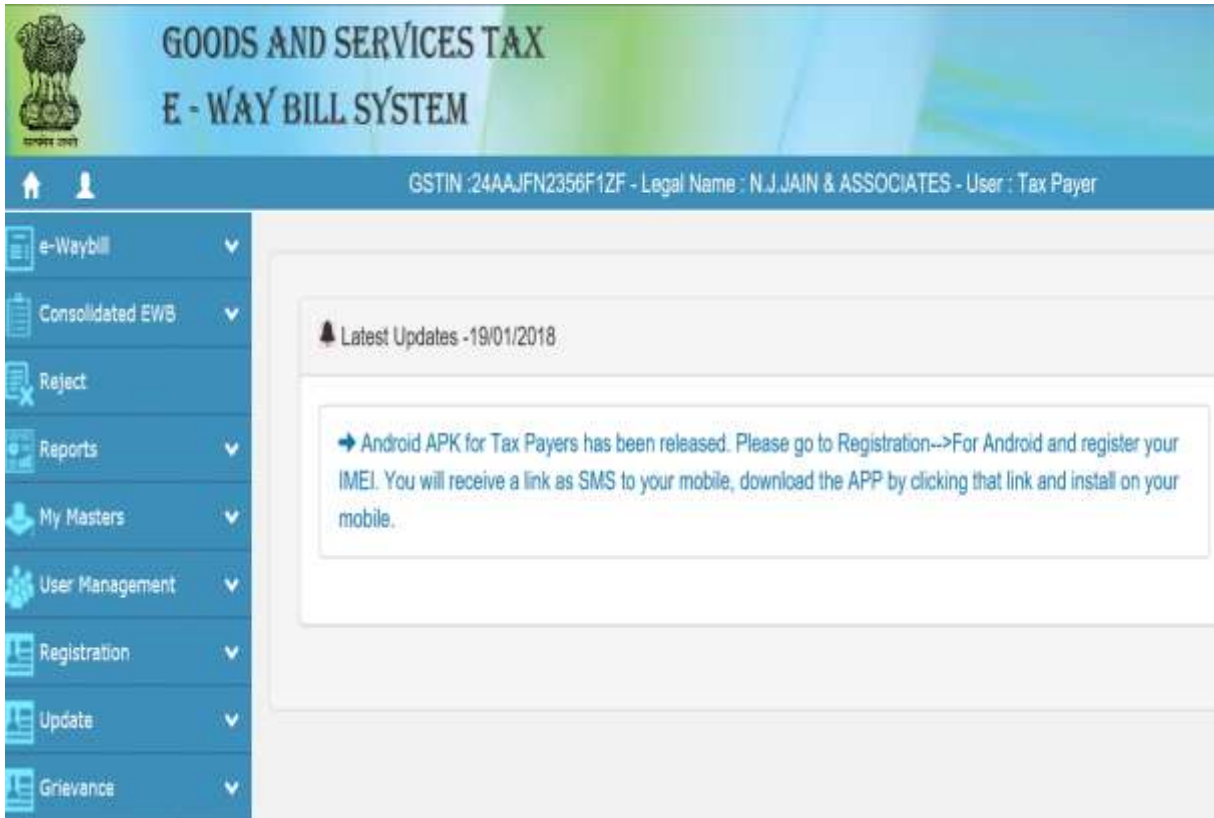 GOODS AND SERVICES TAX
E - WAY BILL SYSTEM
सत्यमेव जयते
GSTIN :24AAJFN2356F1ZF - Legal Name : N.J.JAIN & ASSOCIATES - User : Tax Payer
e-Waybill
Consolidated EWB
Reject
Reports
My Masters
User Management
Registration
Update
Grievance
Latest Updates -19/01/2018
Android APK for Tax Payers has been released. Please go to Registration-->For Android and register your
IMEI. You will receive a link as SMS to your mobile, download the APP by clicking that link and install on your
mobile.